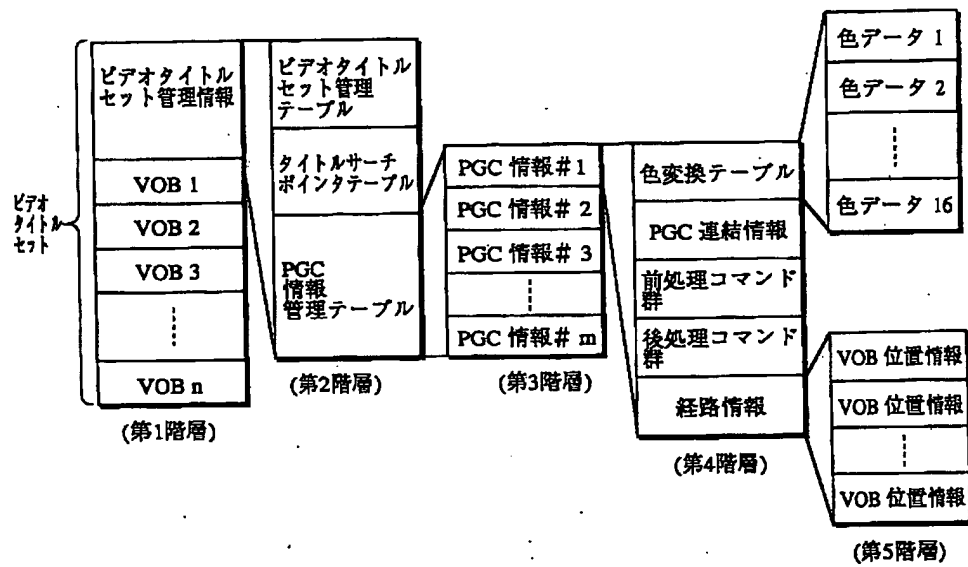 ビデオ
タイトル
セット
ビデオタイトル
セット管理情報
VOB 1
VOB 2
VOB 3
VOB n
(第1階層)
ビデオタイトル
セット管理
テーブル
タイトルサーチ
ポインタテーブル
PGC
情報
管理テーブル
(第2階層)
PGC 情報#1
PGC 情報#2
PGC 情報#3
PGC 情報# m
(第3階層)
色変換テーブル
PGC 連結情報
前処理コマンド
群
後処理コマンド
群
経路情報
(第4階層)
色データ 1
色データ 2
色データ 16
VOB 位置情報
VOB 位置情報
VOB 位置情報
(第5階層)